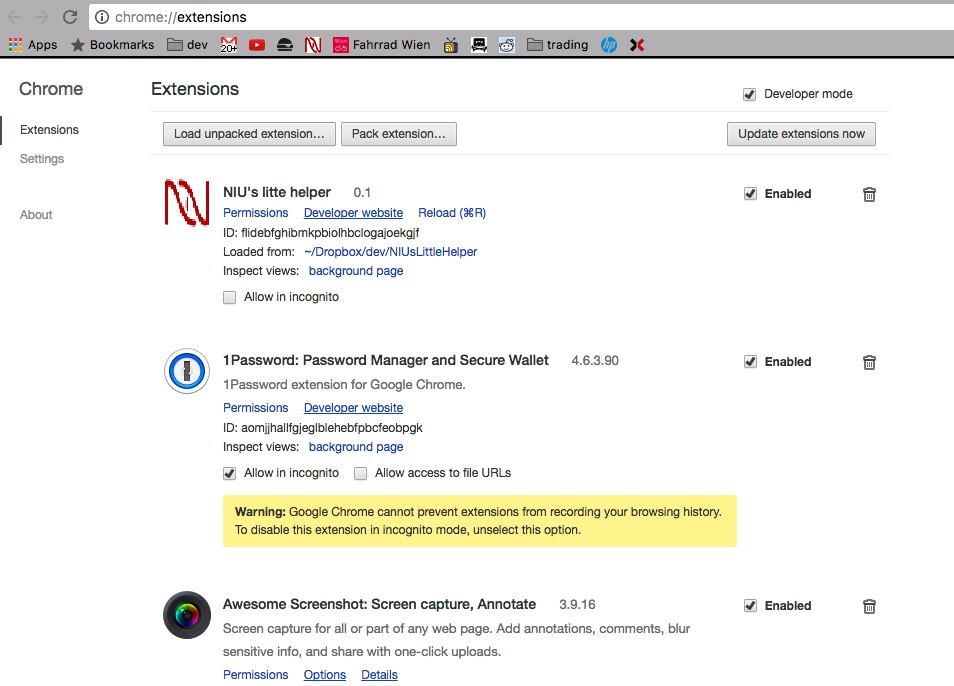 chrome://extensions
Apps Bookmarks dev 20+ Fahrrad Wien trading hp
Chrome
Extensions
Settings
About
Extensions
Developer mode
Load unpacked extension... Pack extension... Update extensions now
NIU's litte helper 0.1 Enabled
Permissions Developer website Reload (⌘R)
ID: flidebfghibmkpbiolhbclogajoekgjf
Loaded from: ~/Dropbox/dev/NIUsLittleHelper
Inspect views: background page
Allow in incognito
1Password: Password Manager and Secure Wallet 4.6.3.90 Enabled
1Password extension for Google Chrome.
Permissions Developer website
ID: aomjjhallfgjeglblehebfpbcfeobpgk
Inspect views: background page
Allow in incognito Allow access to file URLs
Warning: Google Chrome cannot prevent extensions from recording your browsing history.
To disable this extension in incognito mode, unselect this option.
Awesome Screenshot: Screen capture, Annotate 3.9.16 Enabled
Screen capture for all or part of any web page. Add annotations, comments, blur
sensitive info, and share with one-click uploads.
Permissions Options Details